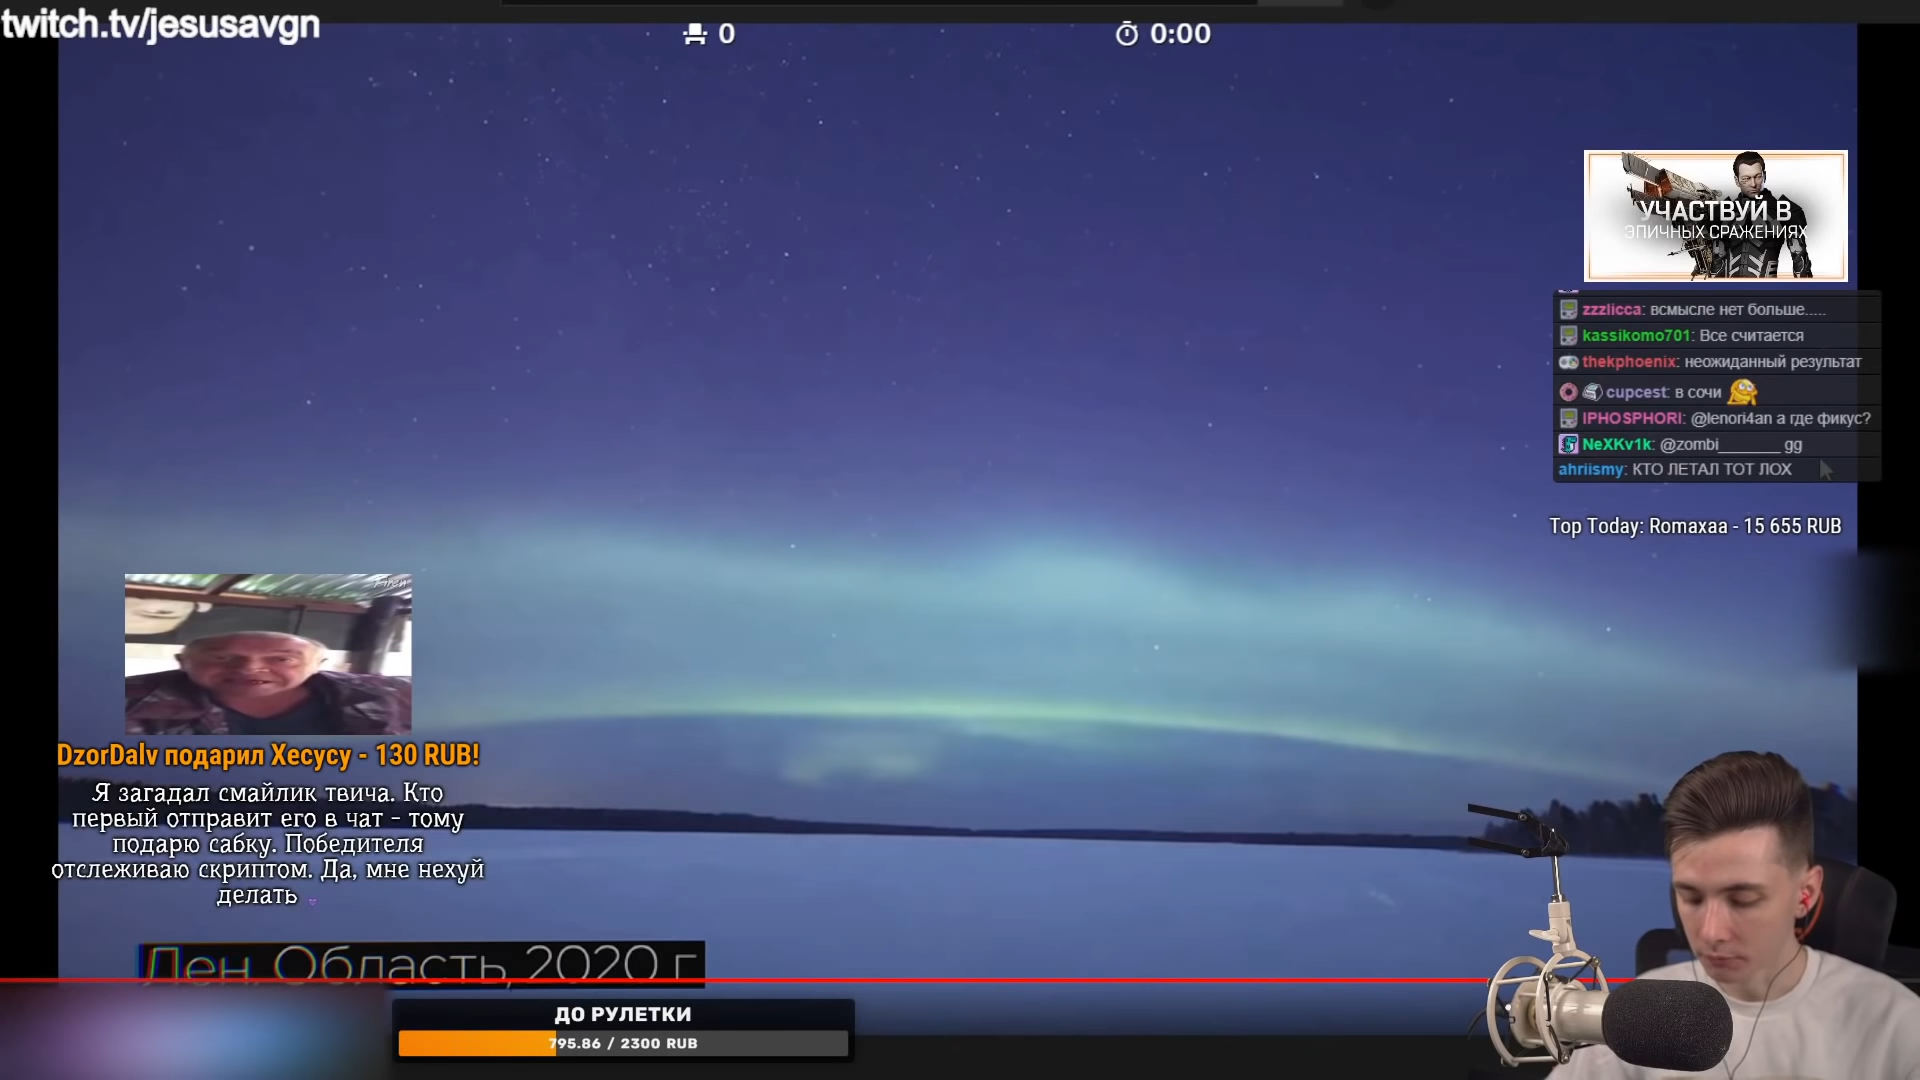 twitch.tv/jesusavgn
0
0:00
УЧАСТВУЙ В
ЭПИЧНЫХ СРАЖЕНИЯХ
zzzlicca: всмысле нет больше.....
kassikomo701: Все считается
thekphoenix: неожиданный результат
cupcest: в сочи
IPHOSPHORI: @lenori4an а где фикус?
NeXKv1k: @zombi_______ gg
ahriismy: КТО ЛЕТАЛ ТОТ ЛОХ
Top Today: Romaxaa - 15 655 RUB
DzorDalv подарил Хесусу - 130 RUB!
Я загадал смайлик твича. Кто
первый отправит его в чат - тому
подарю сабку. Победителя
отслеживаю скриптом. Да, мне нехуй
делать
Лен. Область, 2020 г
ДО РУЛЕТКИ
795.86 / 2300 RUB